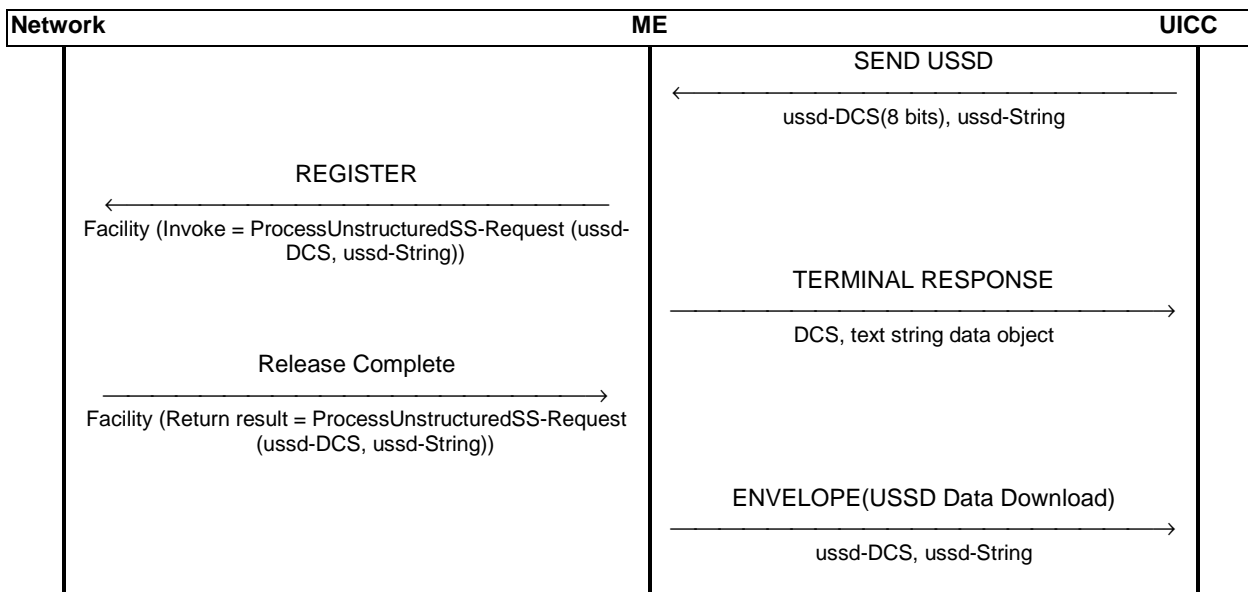 Network ME UICC
SEND USSD
ussd-DCS(8 bits), ussd-String
REGISTER
Facility (Invoke = ProcessUnstructuredSS-Request (ussd-
DCS, ussd-String))
TERMINAL RESPONSE
DCS, text string data object
Release Complete
Facility (Return result = ProcessUnstructuredSS-Request
(ussd-DCS, ussd-String))
ENVELOPE(USSD Data Download)
ussd-DCS, ussd-String